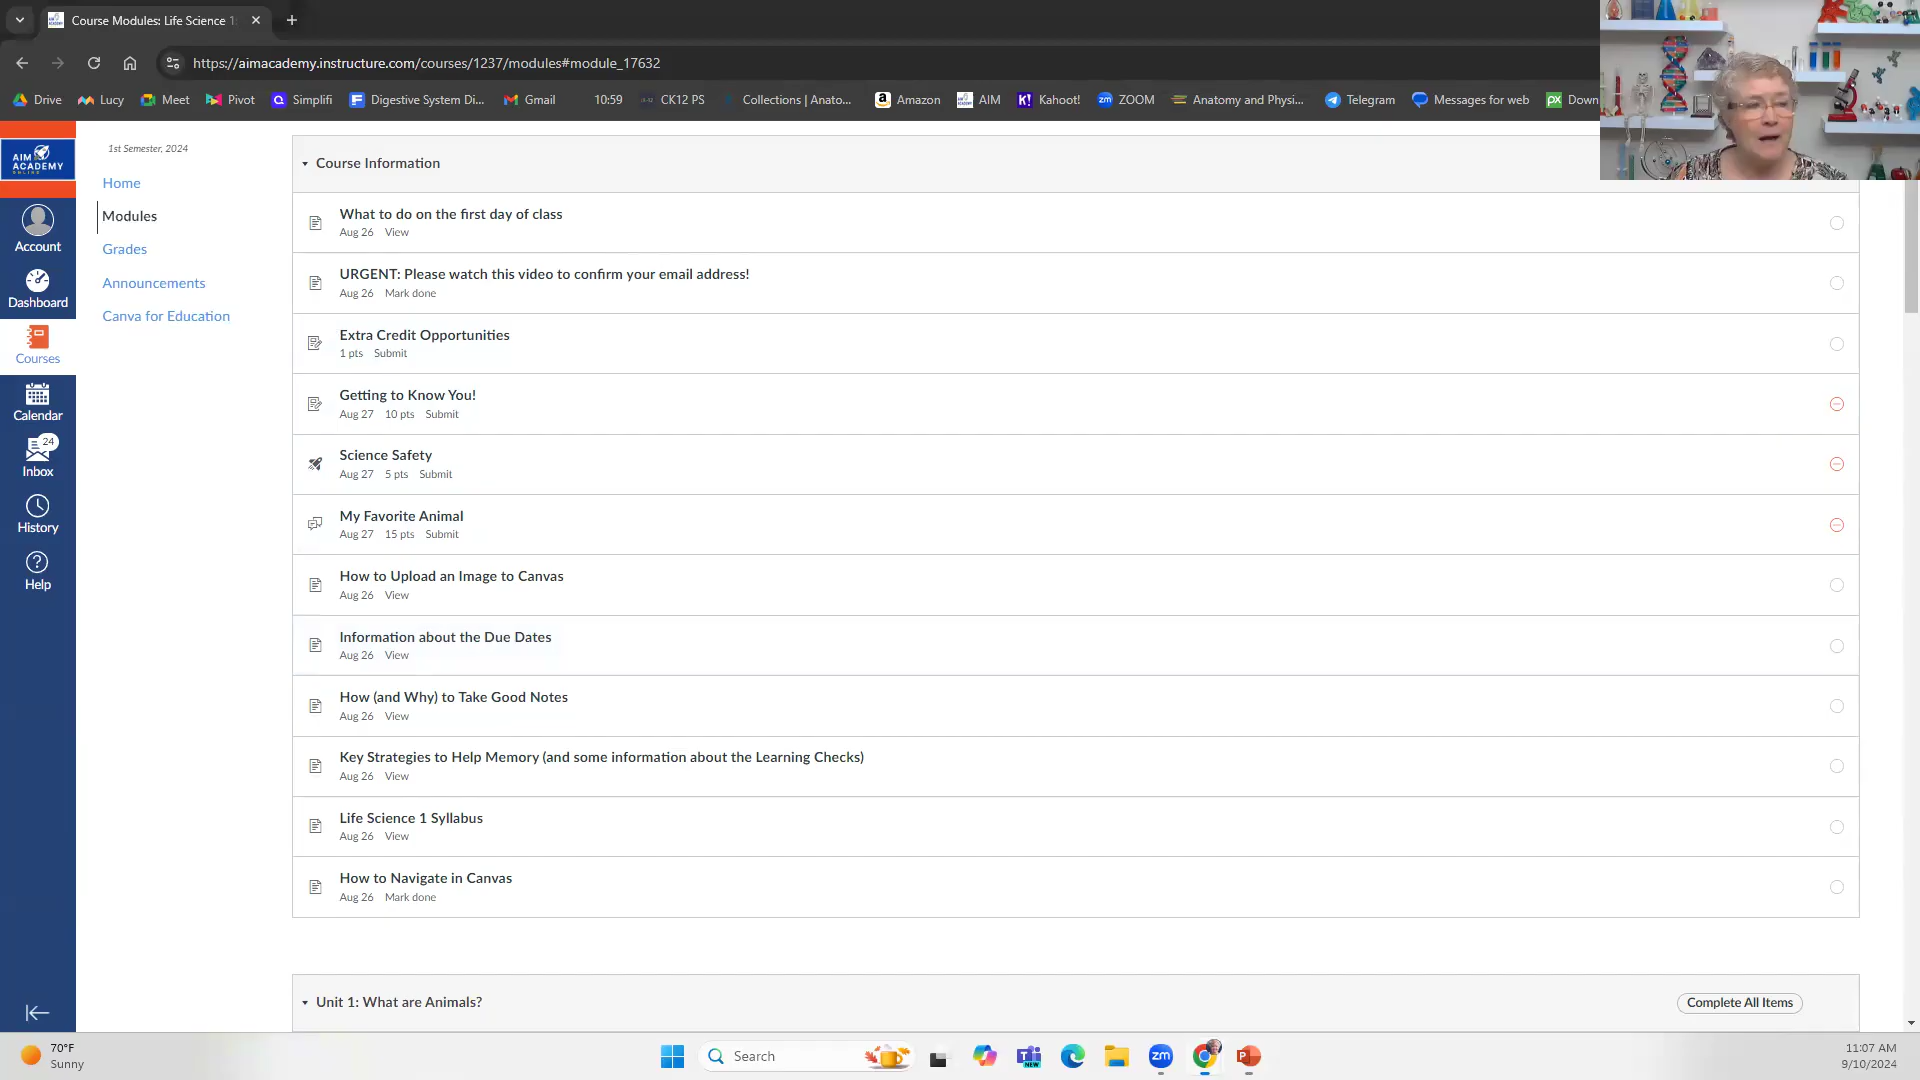 Course Modules: Life Science 1
https://aimacademy.instructure.com/courses/1237/modules#module_17632
Drive
Lucy
Meet
Pivot
Simplifi
Digestive System Di...
Gmail
10:59
CK12 PS
Collections | Anato...
Amazon
AIM
Kahoot!
ZOOM
Anatomy and Physi...
Telegram
Messages for web
Down
AIM
ACADEMY
ONLINE
Account
Dashboard
Courses
Calendar
24
Inbox
History
Help
1st Semester, 2024
Home
Modules
Grades
Announcements
Canva for Education
Course Information
What to do on the first day of class
Aug 26 View
URGENT: Please watch this video to confirm your email address!
Aug 26 Mark done
Extra Credit Opportunities
1 pts Submit
Getting to Know You!
Aug 27 10 pts Submit
Science Safety
Aug 27 5 pts Submit
My Favorite Animal
Aug 27 15 pts Submit
How to Upload an Image to Canvas
Aug 26 View
Information about the Due Dates
Aug 26 View
How (and Why) to Take Good Notes
Aug 26 View
Key Strategies to Help Memory (and some information about the Learning Checks)
Aug 26 View
Life Science 1 Syllabus
Aug 26 View
How to Navigate in Canvas
Aug 26 Mark done
Unit 1: What are Animals?
Complete All Items
70°F
Sunny
Search
11:07 AM
9/10/2024